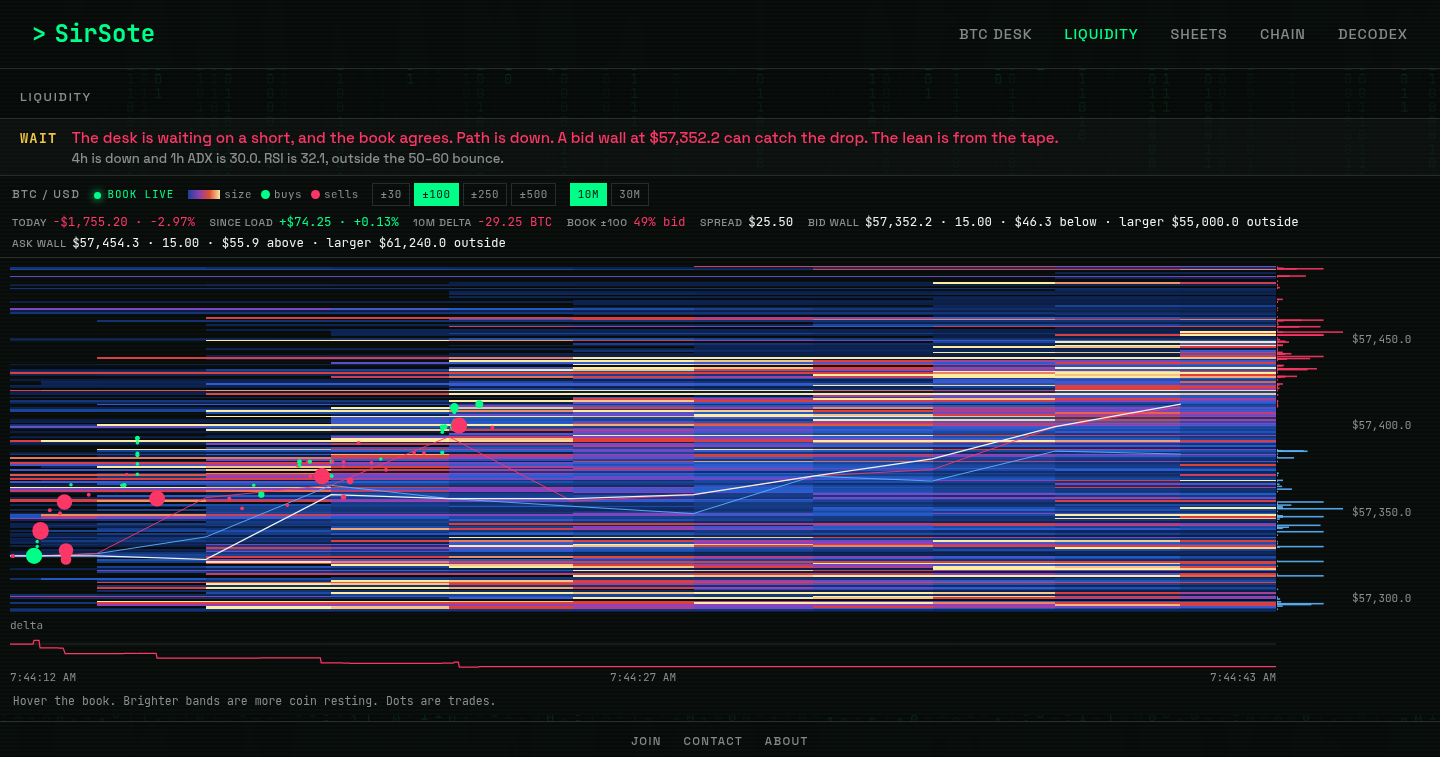 > SirSote
BTC DESK LIQUIDITY SHEETS CHAIN DECODEX
LIQUIDITY
WAIT The desk is waiting on a short, and the book agrees. Path is down. A bid wall at $57,352.2 can catch the drop. The lean is from the tape.
4h is down and 1h ADX is 30.0. RSI is 32.1, outside the 50–60 bounce.
BTC / USD BOOK LIVE size buys sells ±30 ±100 ±250 ±500 10M 30M
TODAY -$1,755.20 · -2.97% SINCE LOAD +$74.25 · +0.13% 10M DELTA -29.25 BTC BOOK ±100 49% bid SPREAD $25.50 BID WALL $57,352.2 · 15.00 · $46.3 below · larger $55,000.0 outside
ASK WALL $57,454.3 · 15.00 · $55.9 above · larger $61,240.0 outside
$57,450.0
$57,400.0
$57,350.0
$57,300.0
delta
7:44:12 AM 7:44:27 AM 7:44:43 AM
Hover the book. Brighter bands are more coin resting. Dots are trades.
JOIN CONTACT ABOUT